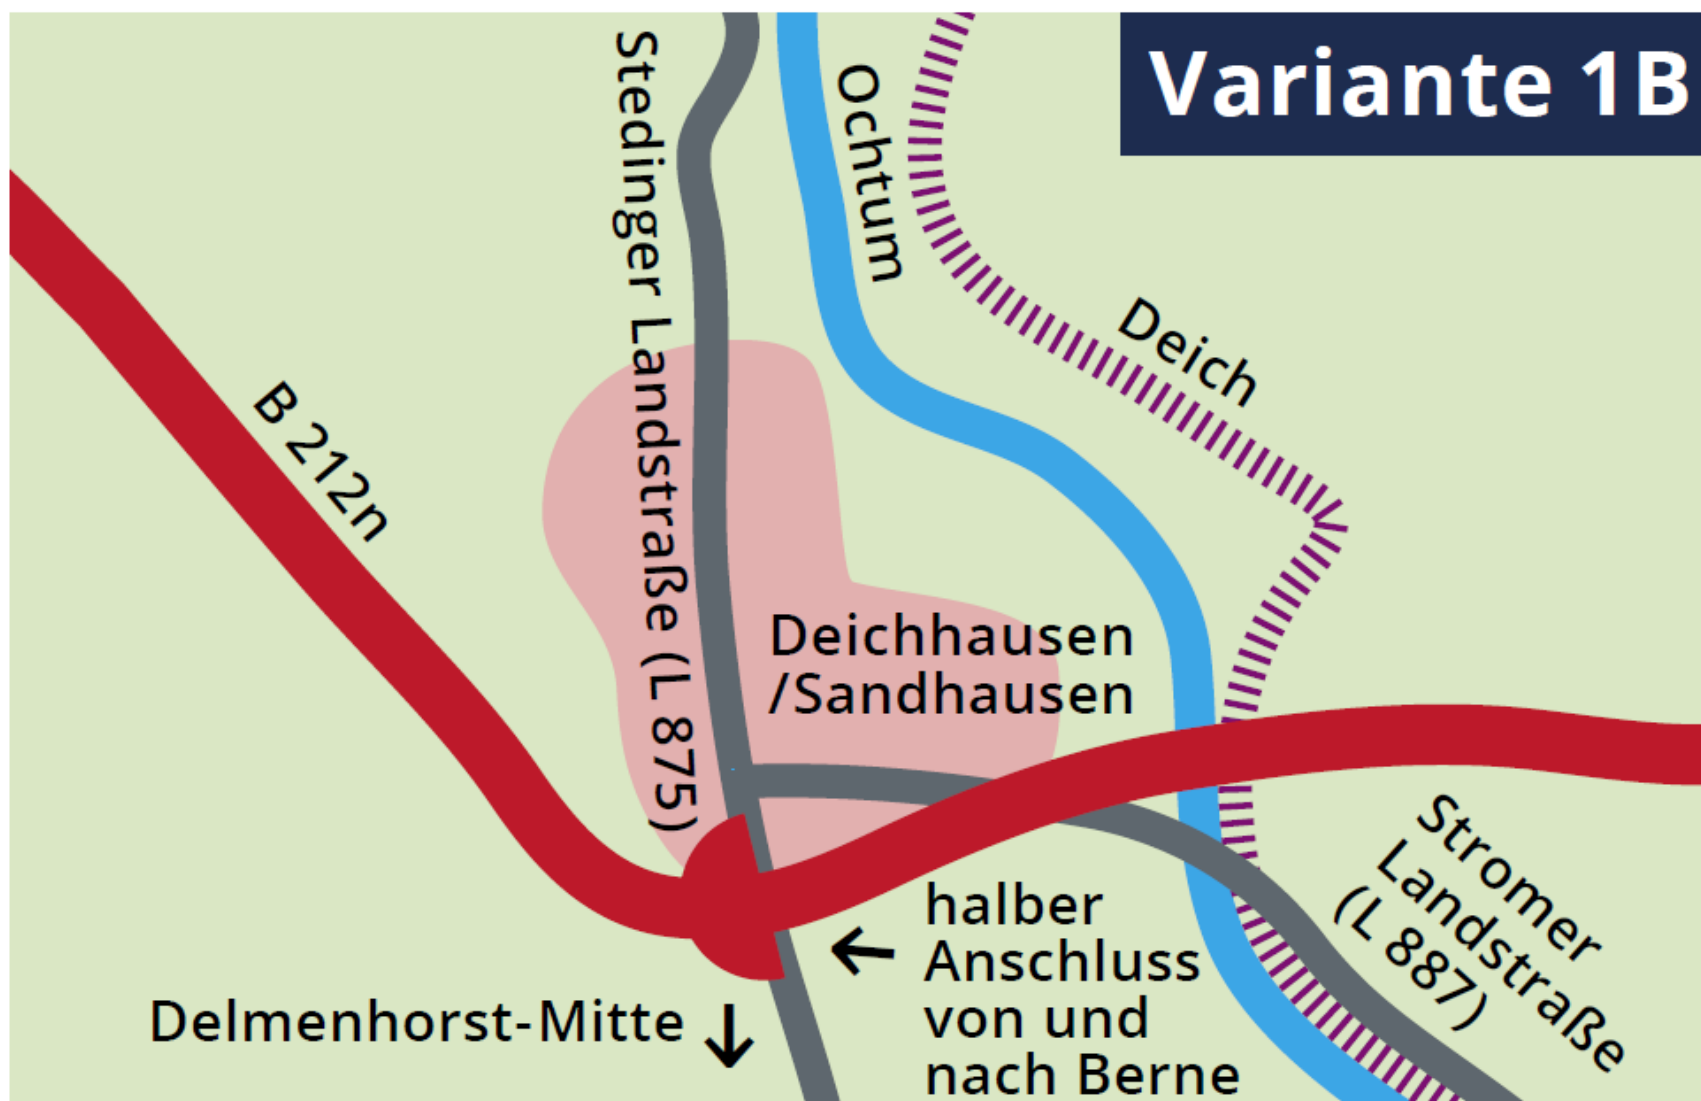 Variante 1B
Stedinger Landstraße (L 875)
Ochtum
Deich
B 212n
Deichhausen
/Sandhausen
Stromer
Landstraße
(L 887)
halber
Anschluss
von und
nach Berne
Delmenhorst-Mitte